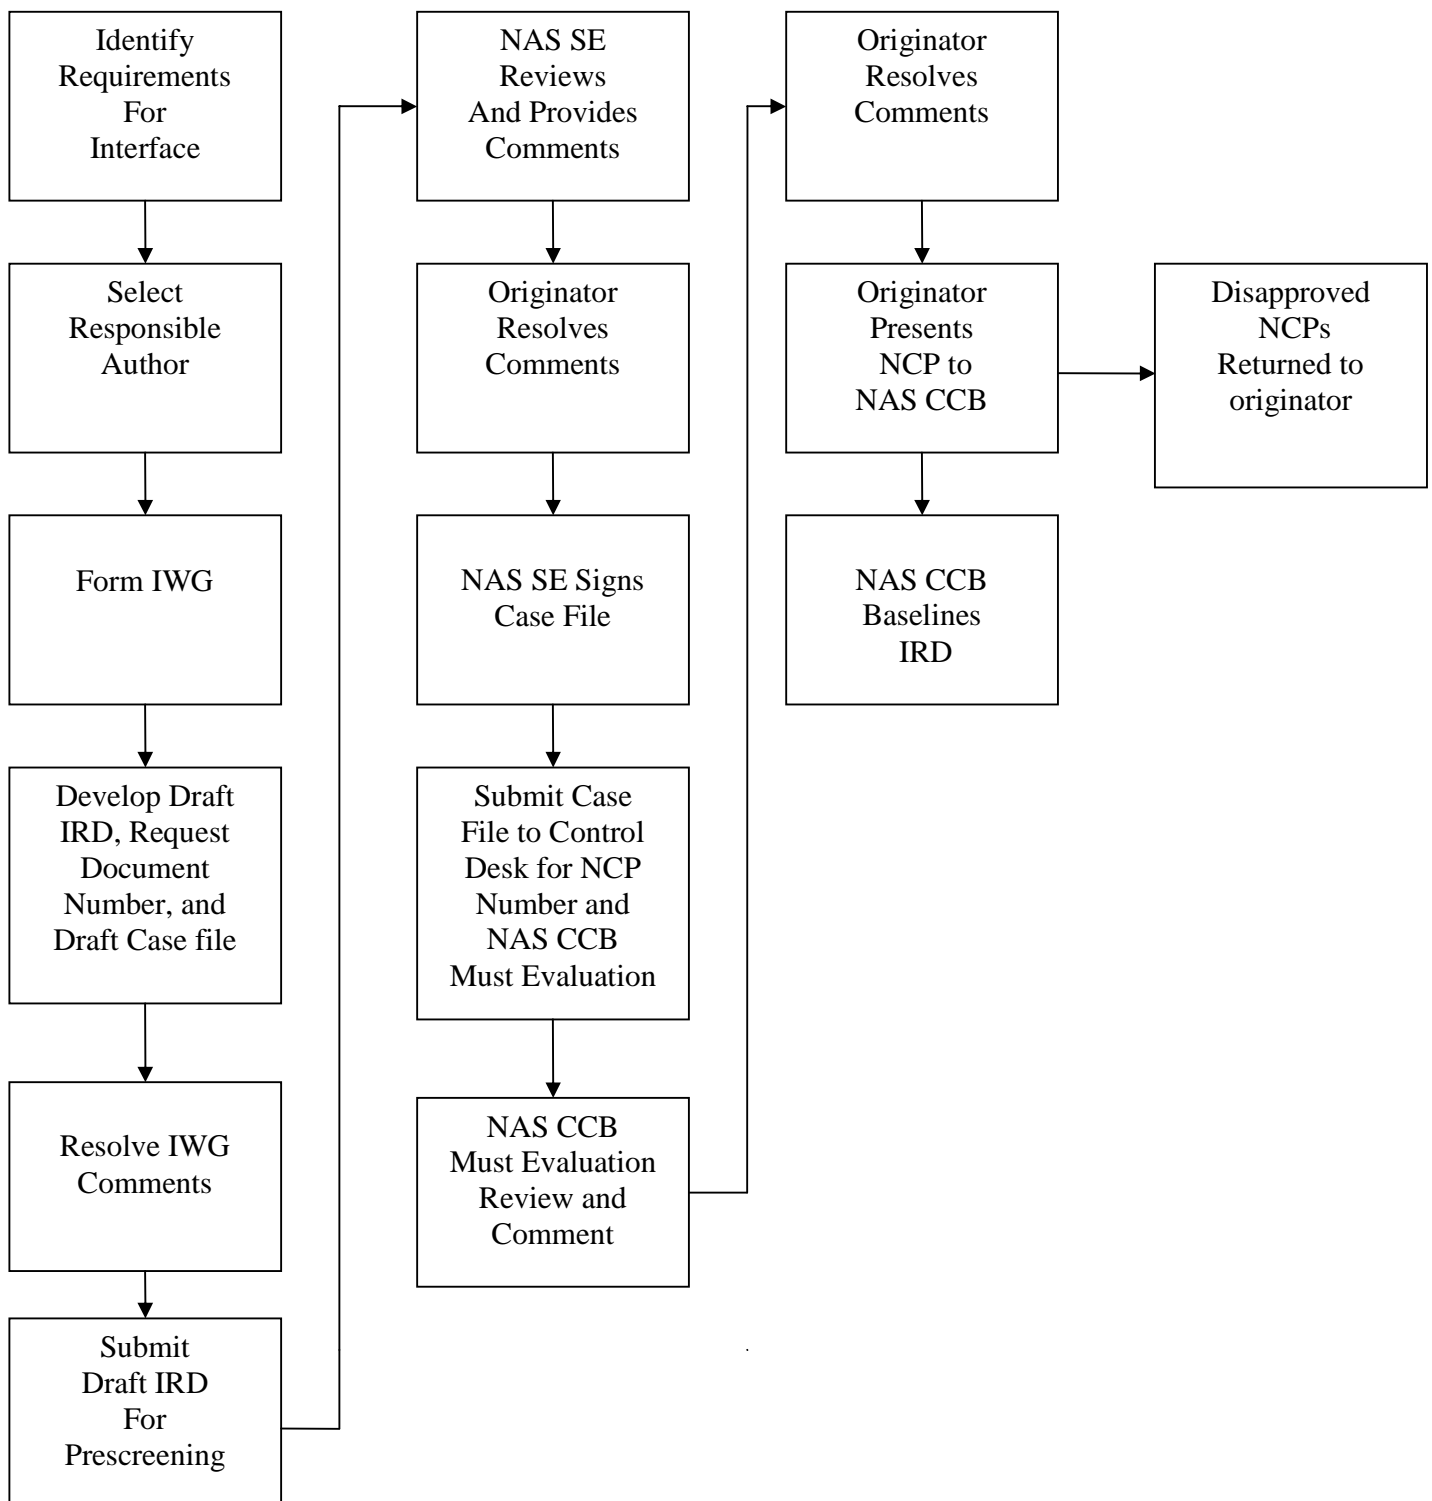 Identify
Requirements
For
Interface
Select
Responsible
Author
Form IWG
Develop Draft
IRD, Request
Document
Number, and
Draft Case file
Resolve IWG
Comments
Submit
Draft IRD
For
Prescreening
NAS SE
Reviews
And Provides
Comments
Originator
Resolves
Comments
NAS SE Signs
Case File
Submit Case
File to Control
Desk for NCP
Number and
NAS CCB
Must Evaluation
NAS CCB
Must Evaluation
Review and
Comment
Originator
Resolves
Comments
Originator
Presents
NCP to
NAS CCB
Disapproved
NCPs
Returned to
originator
NAS CCB
Baselines
IRD